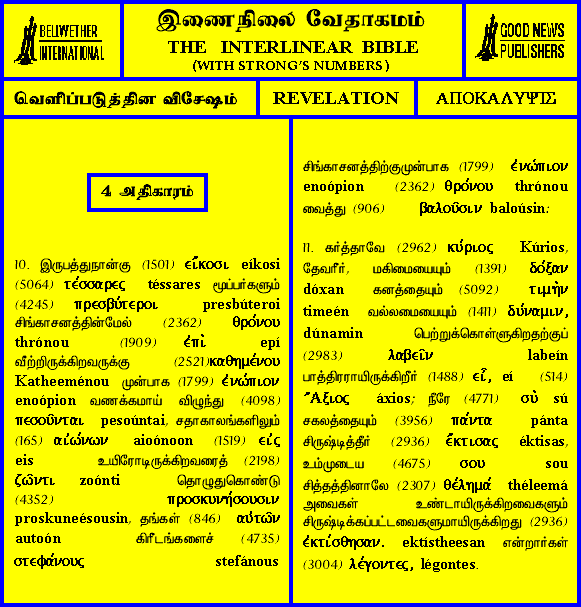 BELLWETHER
INTERNATIONAL
இணைநிலை வேதாகமம்
THE INTERLINEAR BIBLE
(WITH STRONG'S NUMBERS)
GOOD NEWS
PUBLISHERS
வெளிப்படுத்தின விசேஷம்
REVELATION
ΑΠΟΚΑΛΥΨΙΣ
4 அதிகாரம்
10. இருபத்துநான்கு (1501) εἴκοσι eíkosi
(5064) τέσσαρες téssares மூப்பர்களும்
(4245) πρεσβύτεροι presbúteroi
சிங்காசனத்தின்மேல் (2362) θρόνου
thrónou (1909) ἐπὶ epí
வீற்றிருக்கிறவருக்கு (2521)καθημένου
Katheeménou முன்பாக (1799) ἐνώπιον
enoópion வணக்கமாய் விழுந்து (4098)
πεσοῦνται pesoúntai, சதாகாலங்களிலும்
(165) αἰώνων aioónoon (1519) εἰς
eis உயிரோடிருக்கிறவரைத் (2198)
ζῶντι zoónti தொழுதுகொண்டு
(4352) προσκυνήσουσιν
proskuneésousin, தங்கள் (846) αὐτῶν
autoón கிரீடங்களைச் (4735)
στεφάνους stefánous
சிங்காசனத்திற்குமுன்பாக (1799) ἐνώπιον
enoópion (2362) θρόνου thrónou
வைத்து (906) βαλοῦσιν baloúsin:
11. கர்த்தாவே (2962) κύριος Kúrios,
தேவரீர், மகிமையையும் (1391) δόξαν
dóxan கனத்தையும் (5092) τιμὴν
timeén வல்லமையையும் (1411) δύναμιν,
dúnamin பெற்றுக்கொள்ளுகிறதற்குப்
(2983) λαβεῖν labeín
பாத்திரராயிருக்கிறீர் (1488) εἶ, eí (514)
Ἄξιος áxios; நீரே (4771) σὺ sú
சகலத்தையும் (3956) πάντα pánta
சிருஷ்டித்தீர் (2936) ἔκτισας éktisas,
உம்முடைய (4675) σου sou
சித்தத்தினாலே (2307) θέλημά théleemá
அவைகள் உண்டாயிருக்கிறவைகளும்
சிருஷ்டிக்கப்பட்டவைகளுமாயிருக்கிறது (2936)
ἐκτίσθησαν. ektístheesan என்றார்கள்
(3004) λέγοντες, légontes.